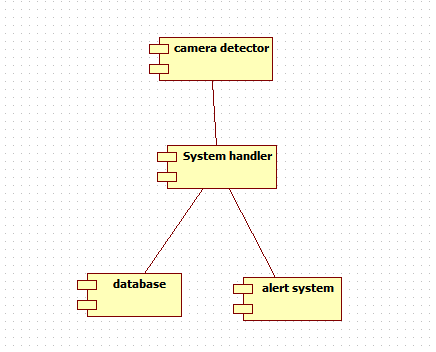 camera detector
System handler
database
alert system